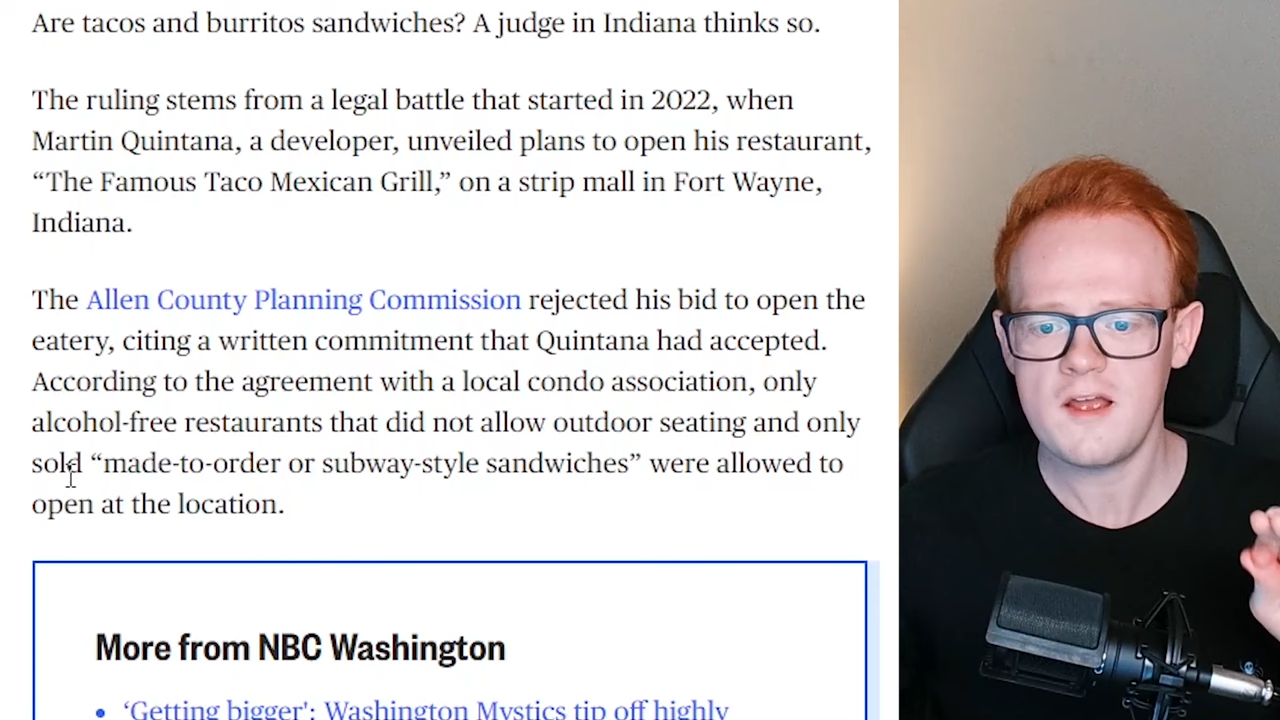 Are tacos and burritos sandwiches? A judge in Indiana thinks so.
The ruling stems from a legal battle that started in 2022, when
Martin Quintana, a developer, unveiled plans to open his restaurant,
“The Famous Taco Mexican Grill,” on a strip mall in Fort Wayne,
Indiana.
The Allen County Planning Commission rejected his bid to open the
eatery, citing a written commitment that Quintana had accepted.
According to the agreement with a local condo association, only
alcohol-free restaurants that did not allow outdoor seating and only
sold “made-to-order or subway-style sandwiches” were allowed to
open at the location.
More from NBC Washington
• ‘Getting bigger': Washington Mystics tip off highly